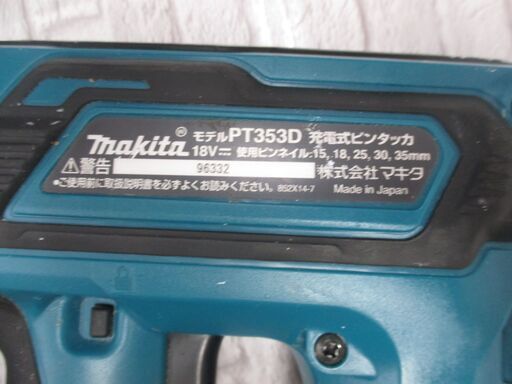 makita® モデルPT353D 充電式ピンタッカ
18V⎓ 使用ピンネイル:15, 18, 25, 30, 35mm
⚠警告 96332 株式会社マキタ
●ご使用前に取扱説明書を必ずよくお読みください。 852X14-7 Made in Japan